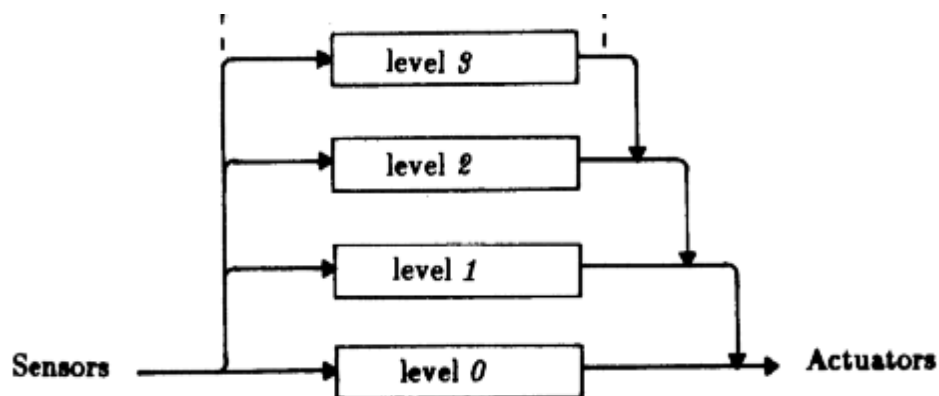 level 3
level 2
level 1
Sensors
level 0
Actuators